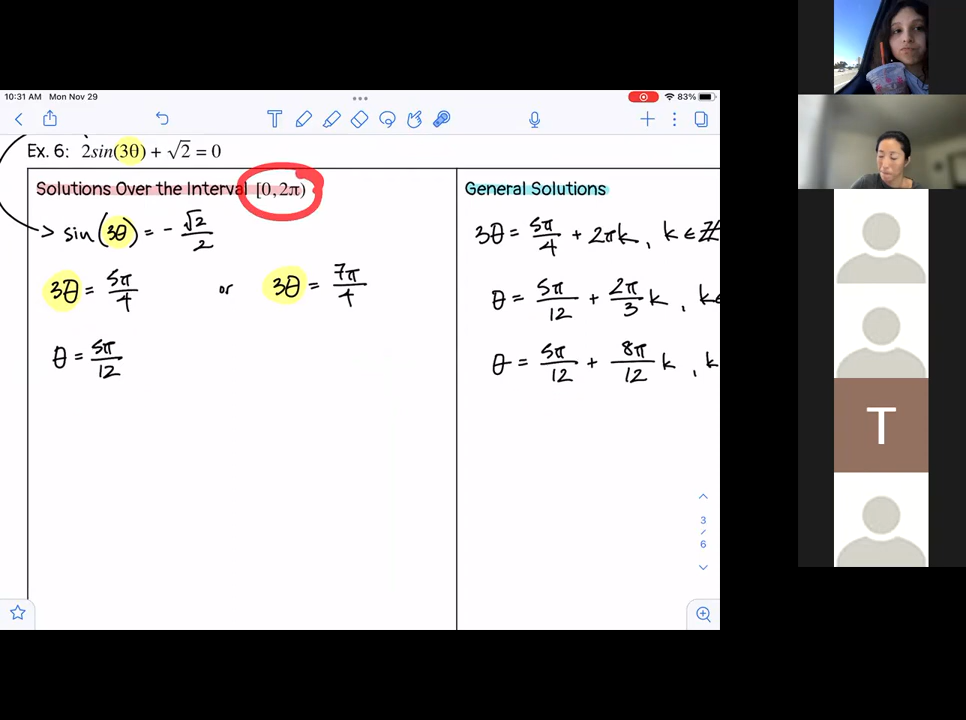 10:31 AM Mon Nov 29
83%
Ex. 6: 2sin(3θ) + √2 = 0
Solutions Over the Interval [0, 2π)
sin(3θ) = - √2/2
3θ = 5π/4 or 3θ = 7π/4
θ = 5π/12
General Solutions
3θ = 5π/4 + 2πk, k ∈ ℤ
θ = 5π/12 + 2π/3 k, k ∈
θ = 5π/12 + 8π/12 k, k
3
/
6
T